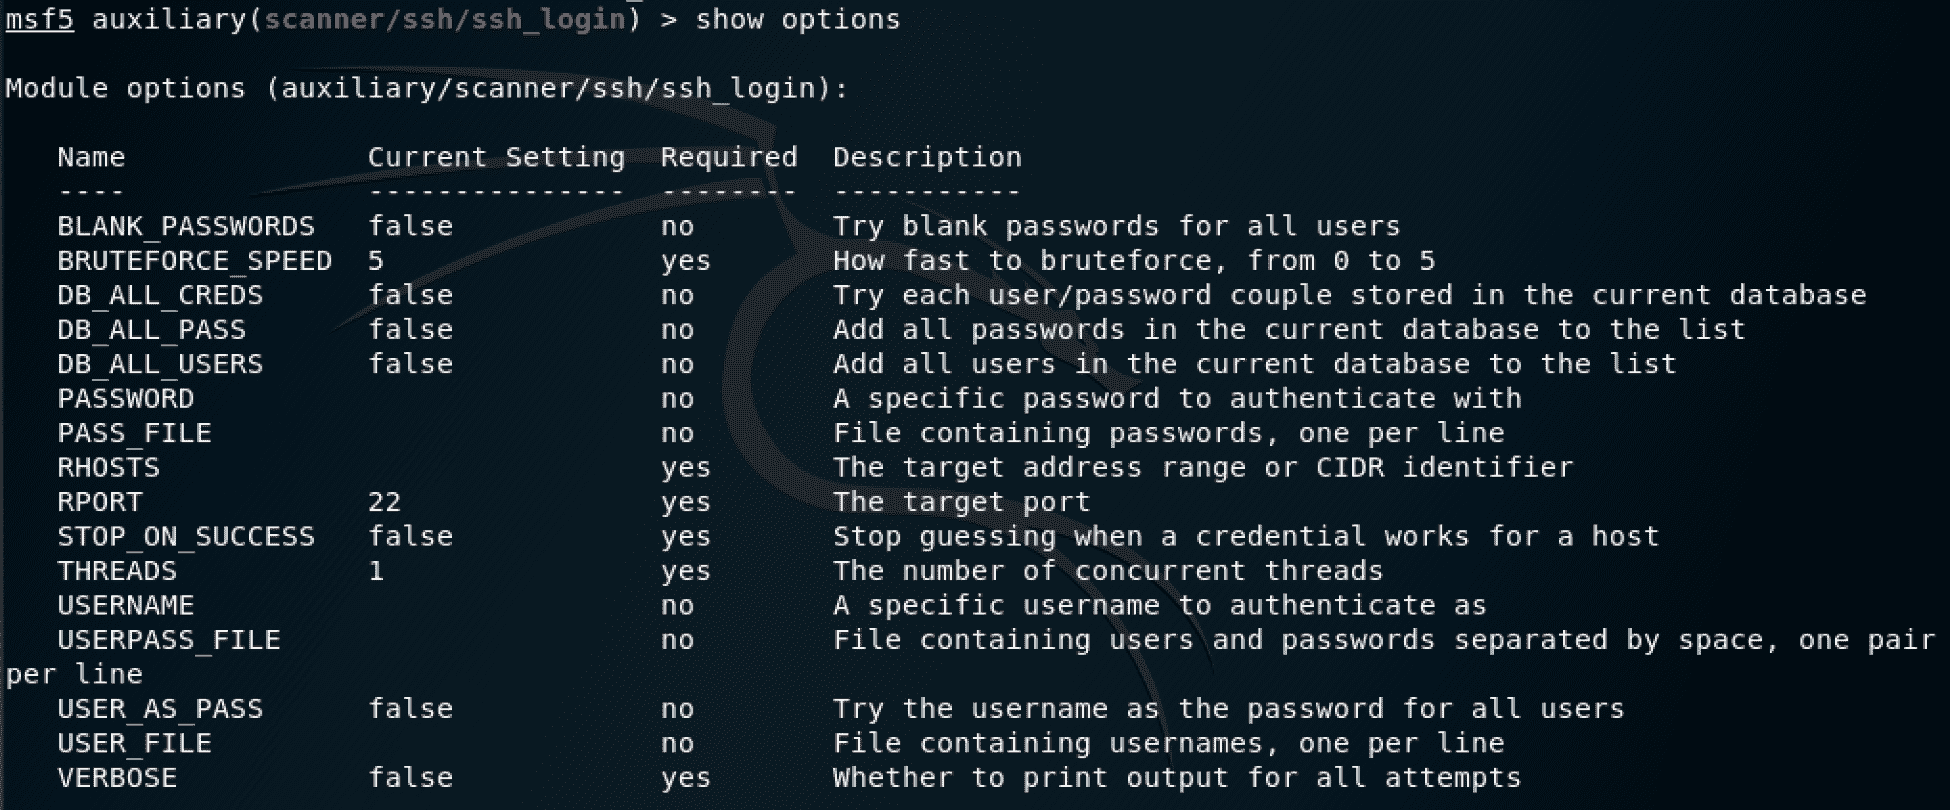 msf5 auxiliary(scanner/ssh/ssh_login) > show options
Module options (auxiliary/scanner/ssh/ssh_login):
Name Current Setting Required Description
---- --------------- -------- -----------
BLANK_PASSWORDS false no Try blank passwords for all users
BRUTEFORCE_SPEED 5 yes How fast to bruteforce, from 0 to 5
DB_ALL_CREDS false no Try each user/password couple stored in the current database
DB_ALL_PASS false no Add all passwords in the current database to the list
DB_ALL_USERS false no Add all users in the current database to the list
PASSWORD no A specific password to authenticate with
PASS_FILE no File containing passwords, one per line
RHOSTS yes The target address range or CIDR identifier
RPORT 22 yes The target port
STOP_ON_SUCCESS false yes Stop guessing when a credential works for a host
THREADS 1 yes The number of concurrent threads
USERNAME no A specific username to authenticate as
USERPASS_FILE no File containing users and passwords separated by space, one pair
per line
USER_AS_PASS false no Try the username as the password for all users
USER_FILE no File containing usernames, one per line
VERBOSE false yes Whether to print output for all attempts